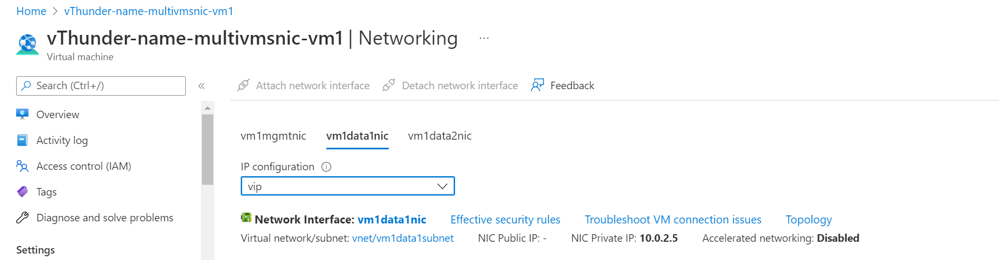 Home > vThunder-name-multivmsnic-vm1
vThunder-name-multivmsnic-vm1 | Networking ...
Virtual machine
Search (Ctrl+/) «
Overview
Activity log
Access control (IAM)
Tags
Diagnose and solve problems
Settings
Attach network interface Detach network interface Feedback
vm1mgmtnic vm1data1nic vm1data2nic
IP configuration
vip
Network Interface: vm1data1nic Effective security rules Troubleshoot VM connection issues Topology
Virtual network/subnet: vnet/vm1data1subnet NIC Public IP: - NIC Private IP: 10.0.2.5 Accelerated networking: Disabled